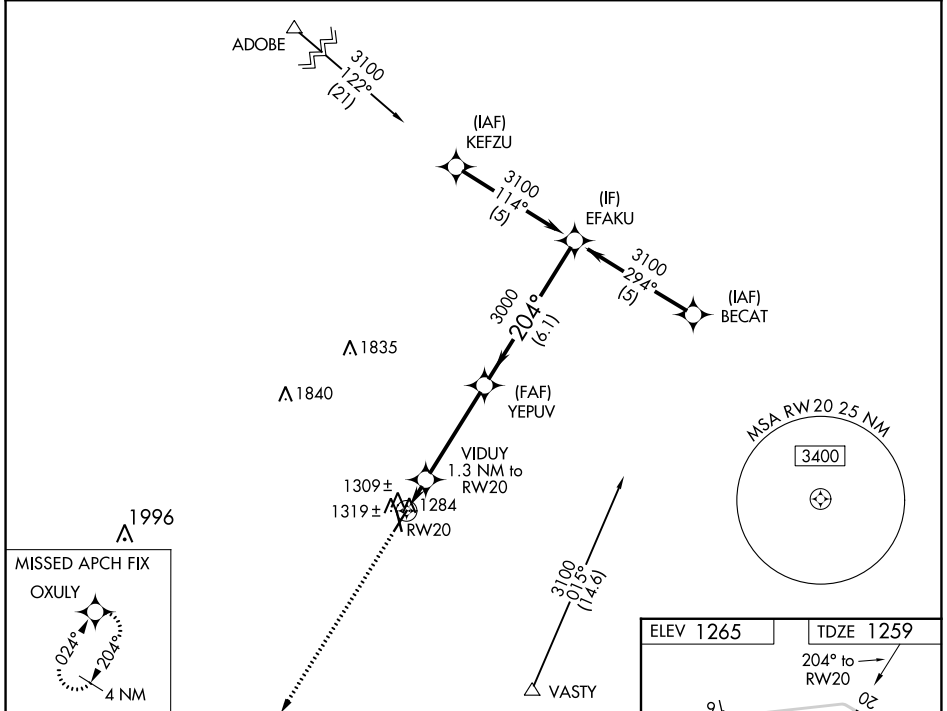 ADOBE
3100
122°
(21)
(IAF)
KEFZU
3100
114°
(5)
(IF)
EFAKU
3100
294°
(5)
(IAF)
BECAT
3000
204°
(6.1)
1835
1840
(FAF)
YEPUV
MSA RW20 25 NM
3400
VIDUY
1.3 NM to
RW20
1309±
1319±
1284
RW20
1996
MISSED APCH FIX
OXULY
024°
204°
4 NM
3100
015°
(14.6)
VASTY
ELEV 1265
TDZE 1259
204° to
RW20
20